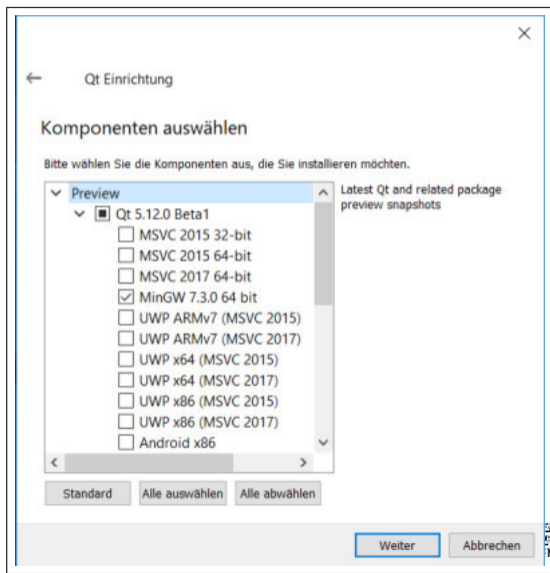 Qt Einrichtung
Komponenten auswählen
Bitte wählen Sie die Komponenten aus, die Sie installieren möchten.
Preview
Qt 5.12.0 Beta1
MSVC 2015 32-bit
MSVC 2015 64-bit
MSVC 2017 64-bit
MinGW 7.3.0 64 bit
UWP ARMv7 (MSVC 2015)
UWP ARMv7 (MSVC 2017)
UWP x64 (MSVC 2015)
UWP x64 (MSVC 2017)
UWP x86 (MSVC 2015)
UWP x86 (MSVC 2017)
Android x86
Latest Qt and related package
preview snapshots
Standard Alle auswählen Alle abwählen
Weiter Abbrechen